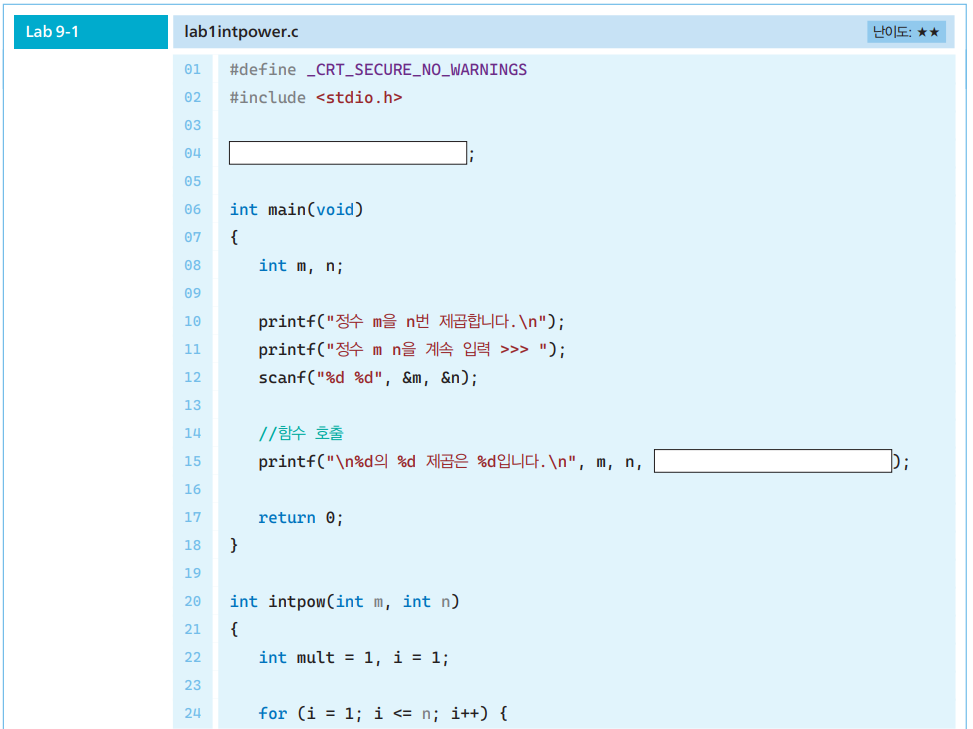 Lab 9-1
lab1intpower.c
난이도: ★★
01 #define _CRT_SECURE_NO_WARNINGS
02 #include <stdio.h>
03
04 ;
05
06 int main(void)
07 {
08 int m, n;
09
10 printf("정수 m을 n번 제곱합니다.\n");
11 printf("정수 m n을 계속 입력 >>> ");
12 scanf("%d %d", &m, &n);
13
14 //함수 호출
15 printf("\n%d의 %d 제곱은 %d입니다.\n", m, n, );
16
17 return 0;
18 }
19
20 int intpow(int m, int n)
21 {
22 int mult = 1, i = 1;
23
24 for (i = 1; i <= n; i++) {